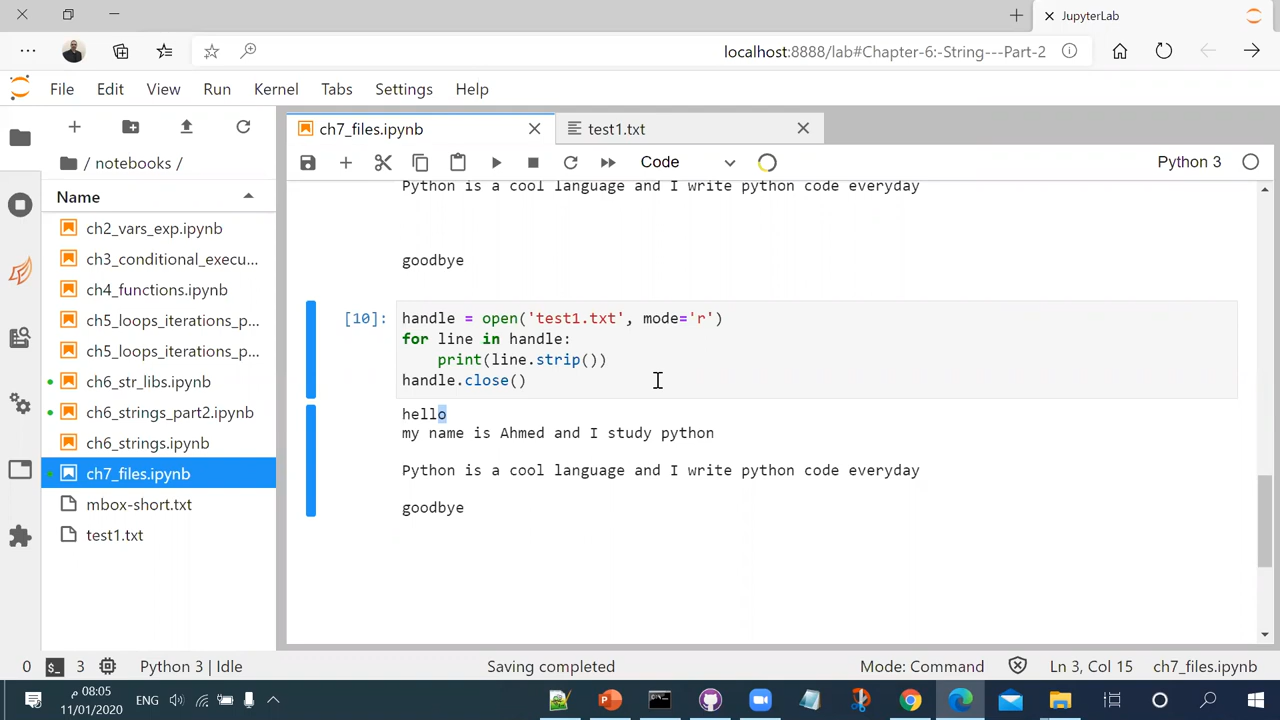 JupyterLab
localhost:8888/lab#Chapter-6:-String---Part-2
File Edit View Run Kernel Tabs Settings Help
ch7_files.ipynb
test1.txt
/ notebooks /
Code
Python 3
Name
ch2_vars_exp.ipynb
ch3_conditional_execu...
ch4_functions.ipynb
ch5_loops_iterations_p...
ch5_loops_iterations_p...
ch6_str_libs.ipynb
ch6_strings_part2.ipynb
ch6_strings.ipynb
ch7_files.ipynb
mbox-short.txt
test1.txt
Python is a cool language and I write python code everyday
goodbye
[10]: handle = open('test1.txt', mode='r')
for line in handle:
print(line.strip())
handle.close()
hello
my name is Ahmed and I study python
Python is a cool language and I write python code everyday
goodbye
0 3 Python 3 | Idle Saving completed Mode: Command Ln 3, Col 15 ch7_files.ipynb
08:05 م
11/01/2020
ENG